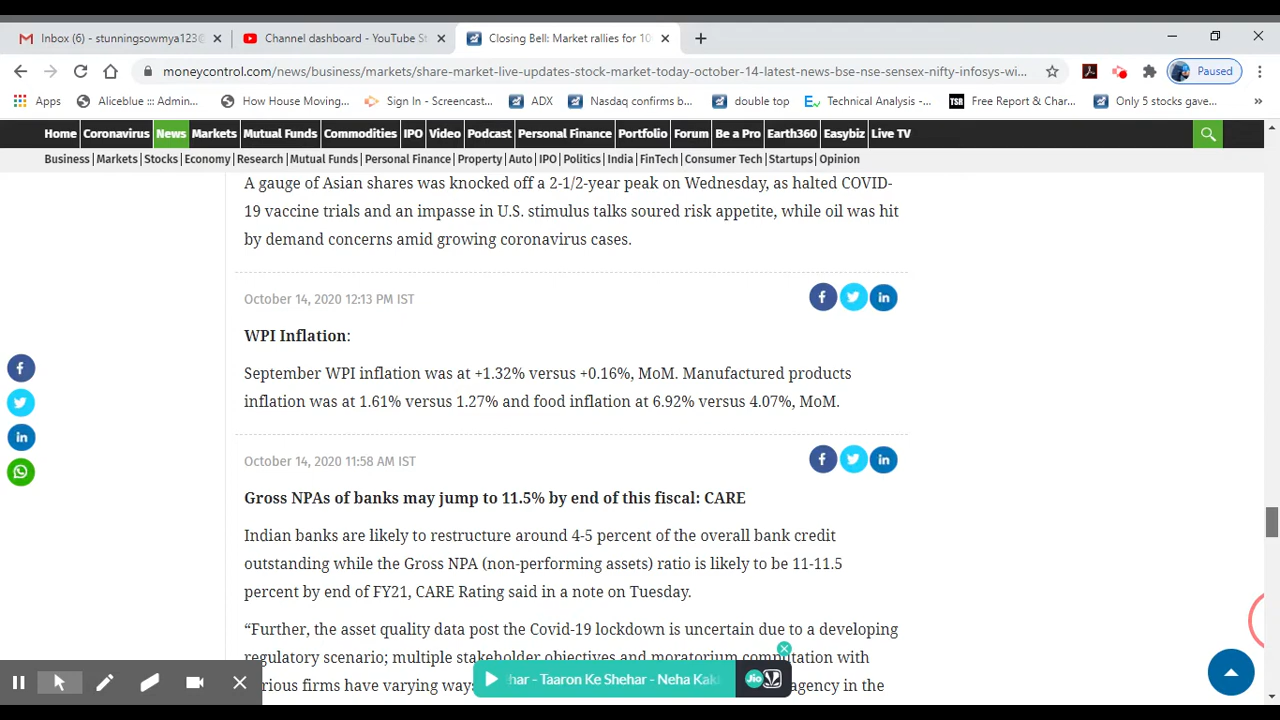 Inbox (6) - stunningsowmya123@
Channel dashboard - YouTube St
Closing Bell: Market rallies for 10
moneycontrol.com/news/business/markets/share-market-live-updates-stock-market-today-october-14-latest-news-bse-nse-sensex-nifty-infosys-wi...
Paused
Apps
Aliceblue ::: Admin...
How House Moving...
Sign In - Screencast...
ADX
Nasdaq confirms b...
double top
Technical Analysis -...
TSR Free Report & Char...
Only 5 stocks gave...
»
Home Coronavirus News Markets Mutual Funds Commodities IPO Video Podcast Personal Finance Portfolio Forum Be a Pro Earth360 Easybiz Live TV
Business | Markets | Stocks | Economy | Research | Mutual Funds | Personal Finance | Property | Auto | IPO | Politics | India | FinTech | Consumer Tech | Startups | Opinion
A gauge of Asian shares was knocked off a 2-1/2-year peak on Wednesday, as halted COVID-
19 vaccine trials and an impasse in U.S. stimulus talks soured risk appetite, while oil was hit
by demand concerns amid growing coronavirus cases.
October 14, 2020 12:13 PM IST
WPI Inflation:
September WPI inflation was at +1.32% versus +0.16%, MoM. Manufactured products
inflation was at 1.61% versus 1.27% and food inflation at 6.92% versus 4.07%, MoM.
October 14, 2020 11:58 AM IST
Gross NPAs of banks may jump to 11.5% by end of this fiscal: CARE
Indian banks are likely to restructure around 4-5 percent of the overall bank credit
outstanding while the Gross NPA (non-performing assets) ratio is likely to be 11-11.5
percent by end of FY21, CARE Rating said in a note on Tuesday.
“Further, the asset quality data post the Covid-19 lockdown is uncertain due to a developing
regulatory scenario; multiple stakeholder objectives and moratorium computation with
firms have varying ways
agency in the
- Taaron Ke Shehar - Neha Kak
Jio